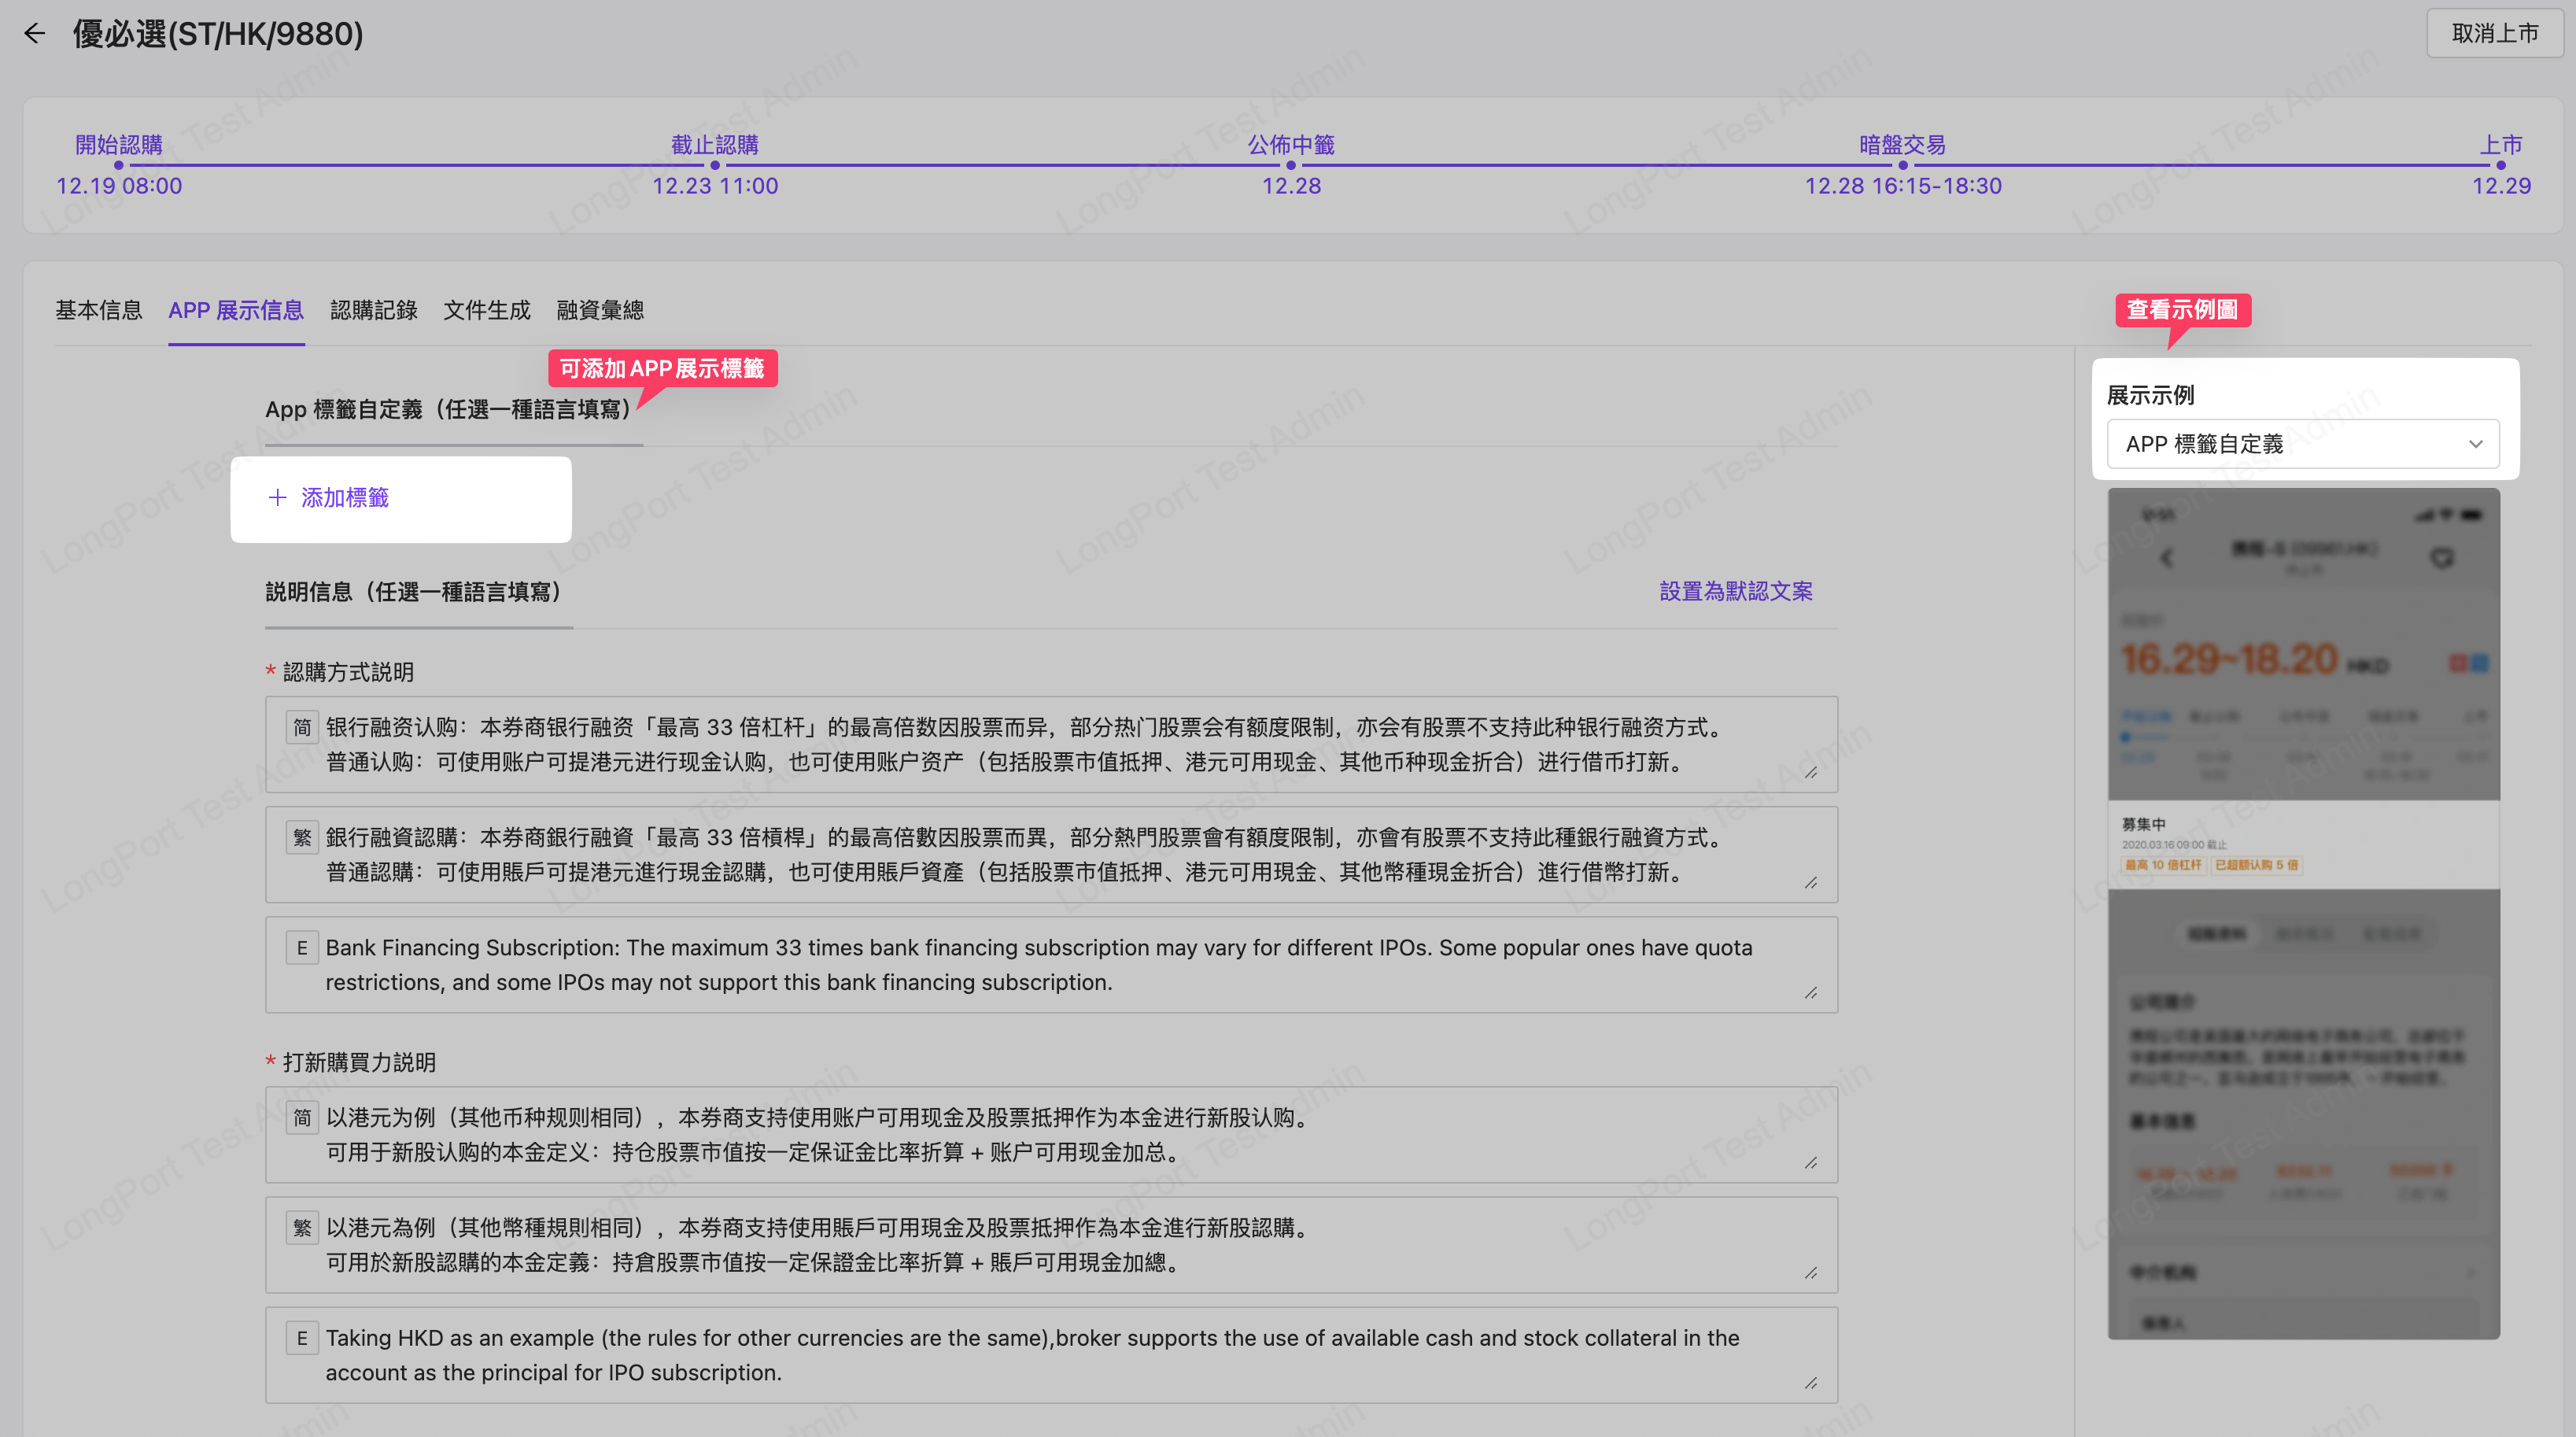 優必選(ST/HK/9880)
取消上市
開始認購
截止認購
公佈中籤
暗盤交易
上市
12.19 08:00
12.23 11:00
12.28
12.28 16:15-18:30
12.29
基本信息
APP 展示信息
認購記錄
文件生成
融資彙總
查看示例圖
可添加APP展示標籤
App 標籤自定義（任選一種語言填寫）
展示示例
APP 標籤自定義
添加標籤
説明信息（任選一種語言填寫）
設置為默認文案
* 認購方式説明
简 银行融资认购：本券商银行融资「最高 33 倍杠杆」的最高倍数因股票而异，部分热门股票会有额度限制，亦会有股票不支持此种银行融资方式。
普通认购：可使用账户可提港元进行现金认购，也可使用账户资产（包括股票市值抵押、港元可用现金、其他币种现金折合）进行借币打新。
繁 銀行融資認購：本券商銀行融資「最高 33 倍槓桿」的最高倍數因股票而異，部分熱門股票會有額度限制，亦會有股票不支持此種銀行融資方式。
普通認購：可使用賬戶可提港元進行現金認購，也可使用賬戶資產（包括股票市值抵押、港元可用現金、其他幣種現金折合）進行借幣打新。
E Bank Financing Subscription: The maximum 33 times bank financing subscription may vary for different IPOs. Some popular ones have quota
restrictions, and some IPOs may not support this bank financing subscription.
* 打新購買力説明
简 以港元为例（其他币种规则相同），本券商支持使用账户可用现金及股票抵押作为本金进行新股认购。
可用于新股认购的本金定义：持仓股票市值按一定保证金比率折算 + 账户可用现金加总。
繁 以港元為例（其他幣種規則相同），本券商支持使用賬戶可用現金及股票抵押作為本金進行新股認購。
可用於新股認購的本金定義：持倉股票市值按一定保證金比率折算 + 賬戶可用現金加總。
E Taking HKD as an example (the rules for other currencies are the same),broker supports the use of available cash and stock collateral in the
account as the principal for IPO subscription.
16.29~18.20 HKD
募集中
2020.03.16 09:00 截止
最高 10 倍杠杆
已超额认购 5 倍
公司简介
基本信息
中介机构
LongPort Test Admin